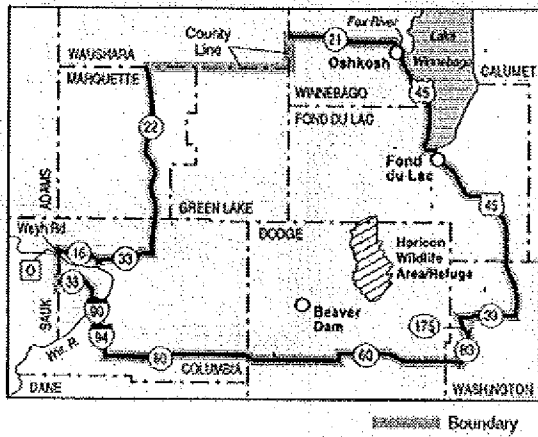 County
Line
Fox River
Lake
Winnebago
21
Oshkosh
WAUSHARA
MARQUETTE
CALUMET
WINNEBAGO
45
FOND DU LAC
22
Fond
du Lac
ADAMS
45
GREEN LAKE
Weyh Rd
DODGE
16
33
Horicon
Wildlife
Area/Refuge
O
33
SAUK
90
Beaver
Dam
175
33
94
Wis. R.
60
60
83
COLUMBIA
DANE
WASHINGTON
Boundary